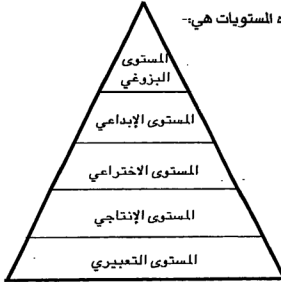 ه المستويات هي:-
المستوى
البزوغي
المستوى الإبداعي
المستوى الاختراعي
المستوى الإنتاجي
المستوى التعبيري